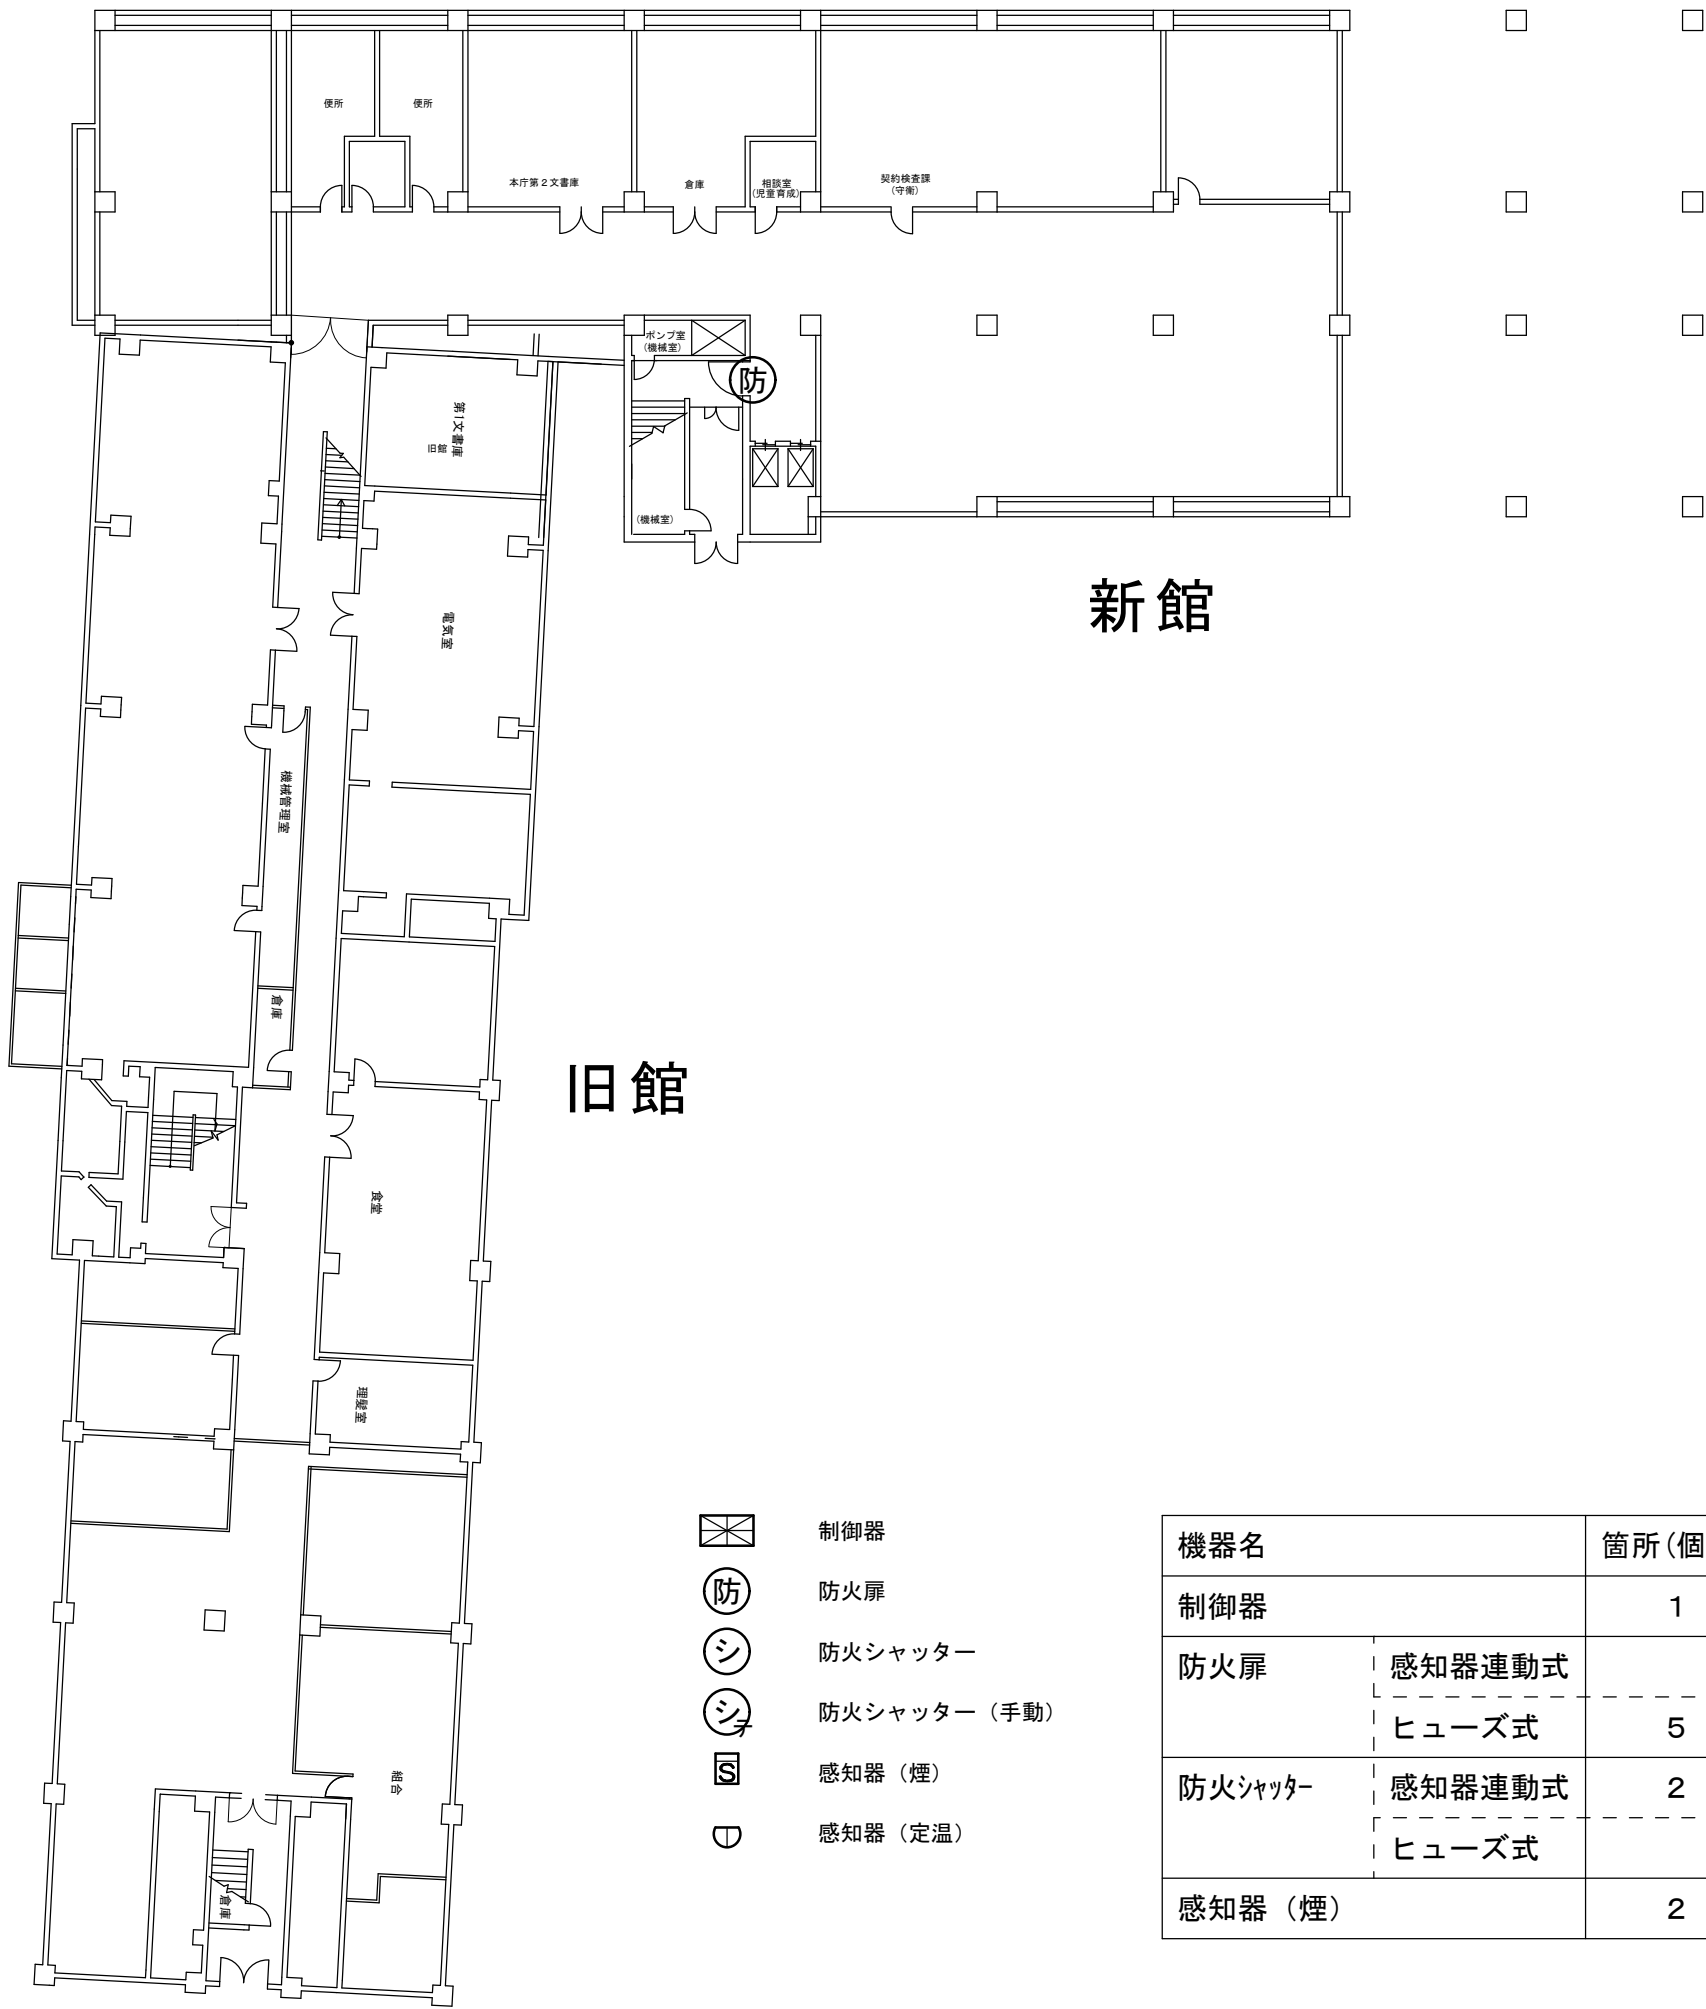 便所
便所
本庁第2文書庫
倉庫
相談室
(児童育成)
契約検査課
(守衛)
ポンプ室
(機械室)
防
第1文書庫
旧館
(機械室)
新館
電気室
機械管理室
倉庫
旧館
食堂
理髪室
組合
倉庫
制御器
防 防火扉
シ 防火シャッター
シ テ 防火シャッター(手動)
S 感知器(煙)
感知器(定温)
機器名 箇所(個
制御器 1
防火扉 感知器連動式
ヒューズ式 5
防火シャッター 感知器連動式 2
ヒューズ式
感知器(煙) 2